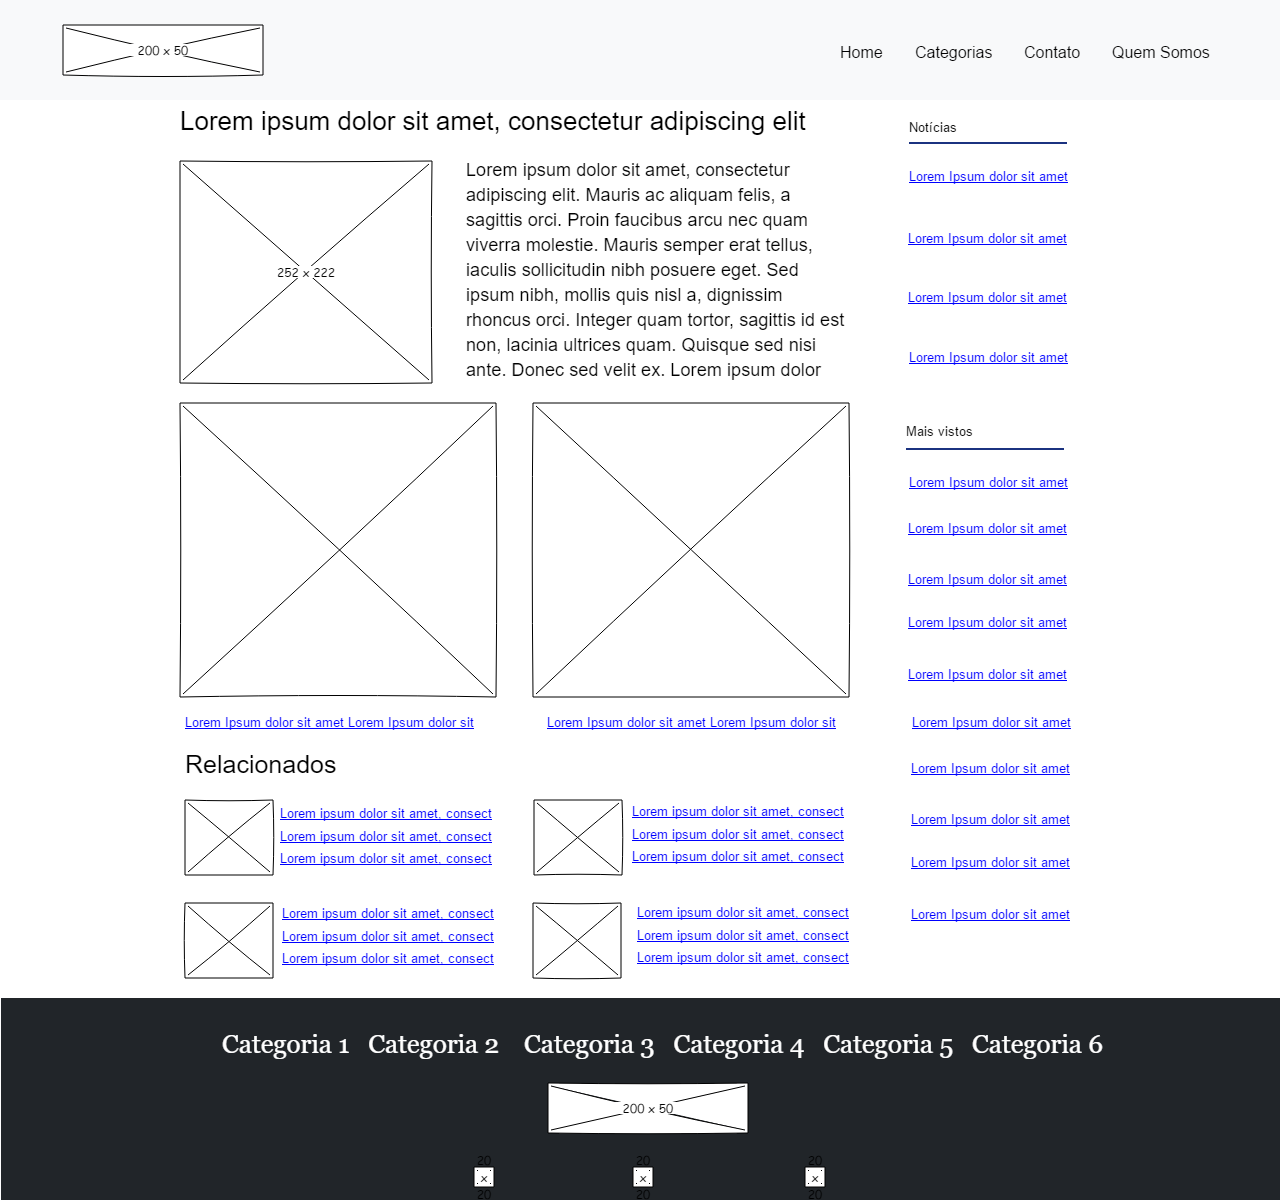 200 x 50
Home
Categorias
Contato
Quem Somos
Lorem ipsum dolor sit amet, consectetur adipiscing elit
252 x 222
Lorem ipsum dolor sit amet, consectetur
adipiscing elit. Mauris ac aliquam felis, a
sagittis orci. Proin faucibus arcu nec quam
viverra molestie. Mauris semper erat tellus,
iaculis sollicitudin nibh posuere eget. Sed
ipsum nibh, mollis quis nisl a, dignissim
rhoncus orci. Integer quam tortor, sagittis id est
non, lacinia ultrices quam. Quisque sed nisi
ante. Donec sed velit ex. Lorem ipsum dolor
Lorem Ipsum dolor sit amet Lorem Ipsum dolor sit
Lorem Ipsum dolor sit amet Lorem Ipsum dolor sit
Relacionados
Lorem ipsum dolor sit amet, consect
Lorem ipsum dolor sit amet, consect
Lorem ipsum dolor sit amet, consect
Lorem ipsum dolor sit amet, consect
Lorem ipsum dolor sit amet, consect
Lorem ipsum dolor sit amet, consect
Lorem ipsum dolor sit amet, consect
Lorem ipsum dolor sit amet, consect
Lorem ipsum dolor sit amet, consect
Lorem ipsum dolor sit amet, consect
Lorem ipsum dolor sit amet, consect
Lorem ipsum dolor sit amet, consect
Notícias
Lorem Ipsum dolor sit amet
Lorem Ipsum dolor sit amet
Lorem Ipsum dolor sit amet
Lorem Ipsum dolor sit amet
Mais vistos
Lorem Ipsum dolor sit amet
Lorem Ipsum dolor sit amet
Lorem Ipsum dolor sit amet
Lorem Ipsum dolor sit amet
Lorem Ipsum dolor sit amet
Lorem Ipsum dolor sit amet
Lorem Ipsum dolor sit amet
Lorem Ipsum dolor sit amet
Lorem Ipsum dolor sit amet
Lorem Ipsum dolor sit amet
Categoria 1
Categoria 2
Categoria 3
Categoria 4
Categoria 5
Categoria 6
200 x 50
20
x
20
20
x
20
20
x
20